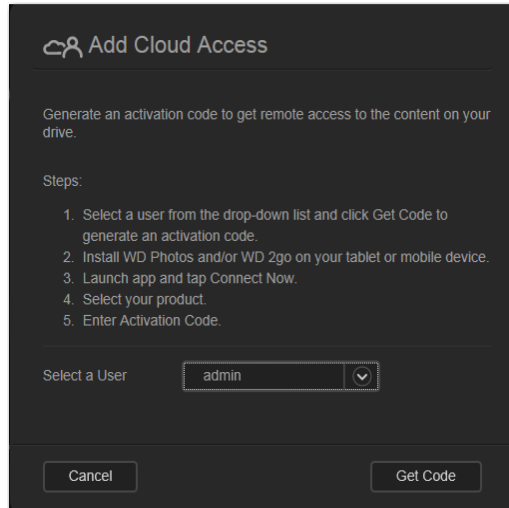 Add Cloud Access
Generate an activation code to get remote access to the content on your
drive.
Steps:
1. Select a user from the drop-down list and click Get Code to
generate an activation code.
2. Install WD Photos and/or WD 2go on your tablet or mobile device.
3. Launch app and tap Connect Now.
4. Select your product.
5. Enter Activation Code.
Select a User admin
Cancel Get Code